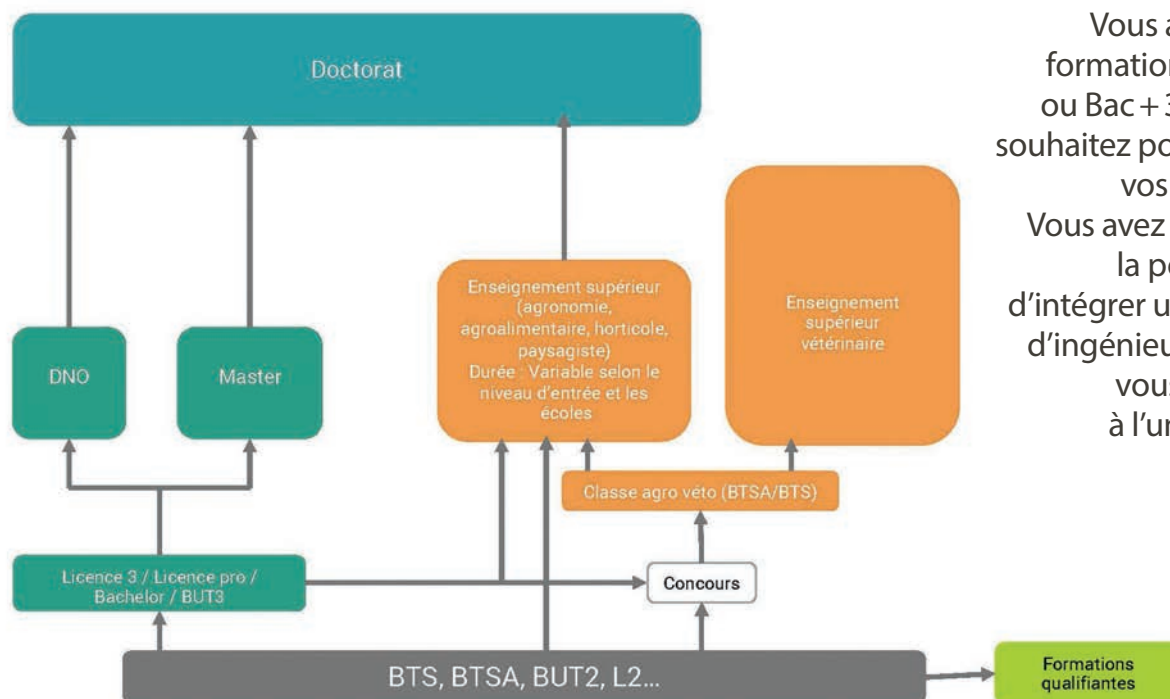 Doctorat
Vous a
formation
ou Bac + 3
souhaitez po
vos
Vous avez
la po
d’intégrer u
d’ingénieu
vous
à l’un
DNO
Master
Enseignement supérieur
(agronomie,
agroalimentaire, horticole,
paysagiste)
Durée : Variable selon le
niveau d'entrée et les
écoles
Enseignement
supérieur
vétérinaire
Classe agro véto (BTSA/BTS)
Licence 3 / Licence pro /
Bachelor / BUT3
Concours
BTS, BTSA, BUT2, L2...
Formations
qualifiantes